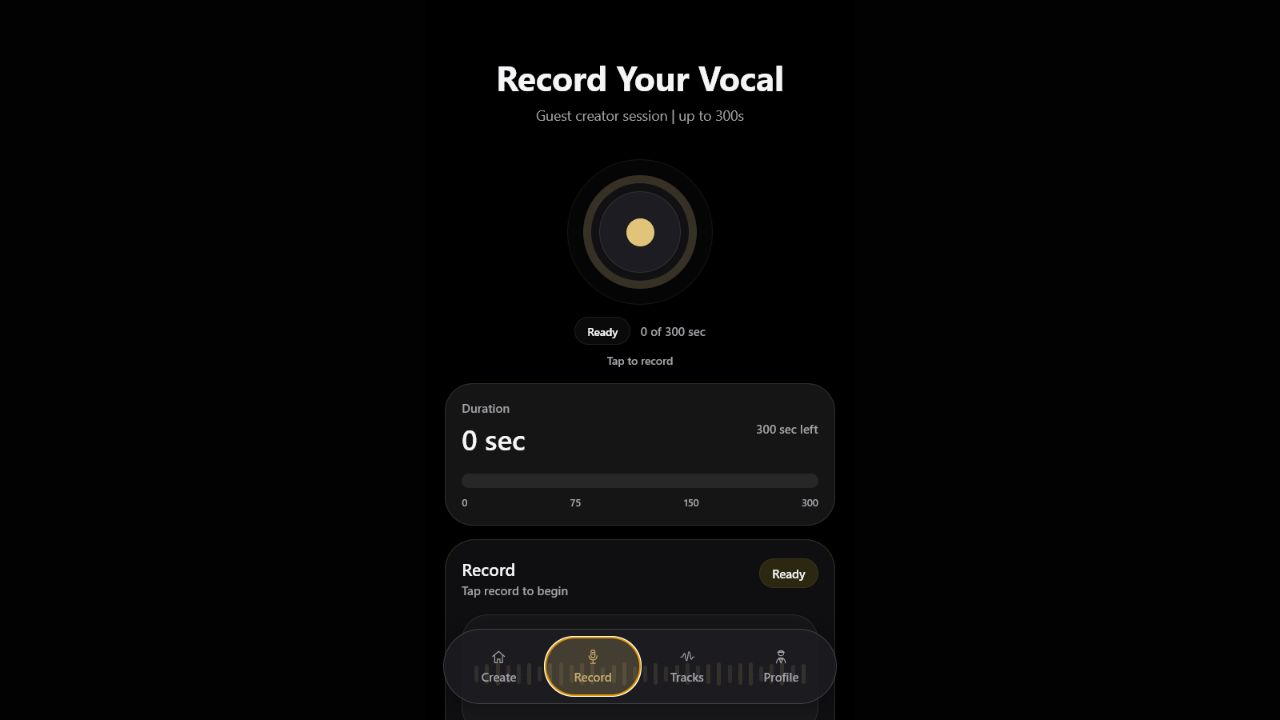 Record Your Vocal
Guest creator session | up to 300s
Ready 0 of 300 sec
Tap to record
Duration
0 sec 300 sec left
0 75 150 300
Record Ready
Tap record to begin
Create Record Tracks Profile